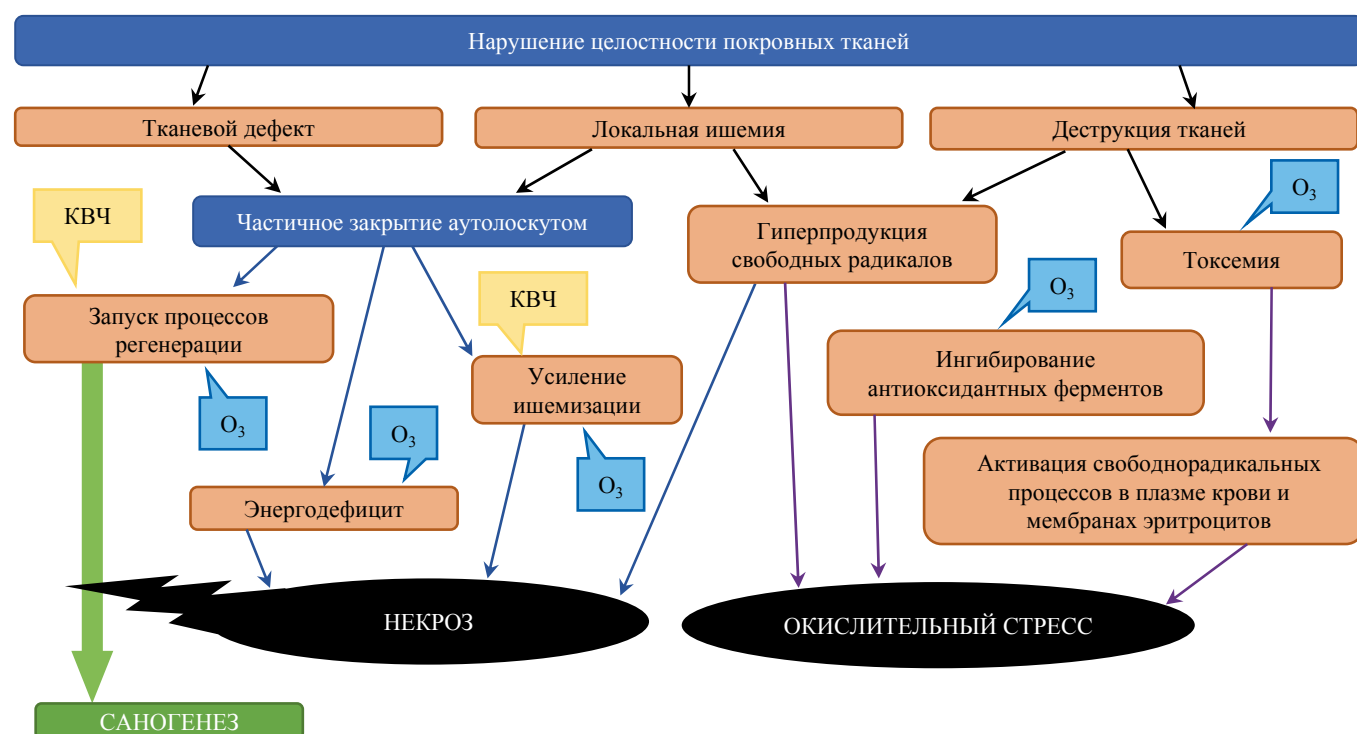 Нарушение целостности покровных тканей
Тканевой дефект
Локальная ишемия
Деструкция тканей
КВЧ
Частичное закрытие аутолоскутом
Гиперпродукция
свободных радикалов
O₃
Токсемия
Запуск процессов
регенерации
КВЧ
O₃
Ингибирование
антиоксидантных ферментов
Усиление
ишемизации
O₃
O₃
O₃
Энергодефицит
Активация свободнорадикальных
процессов в плазме крови и
мембранах эритроцитов
НЕКРОЗ
ОКИСЛИТЕЛЬНЫЙ СТРЕСС
САНОГЕНЕЗ